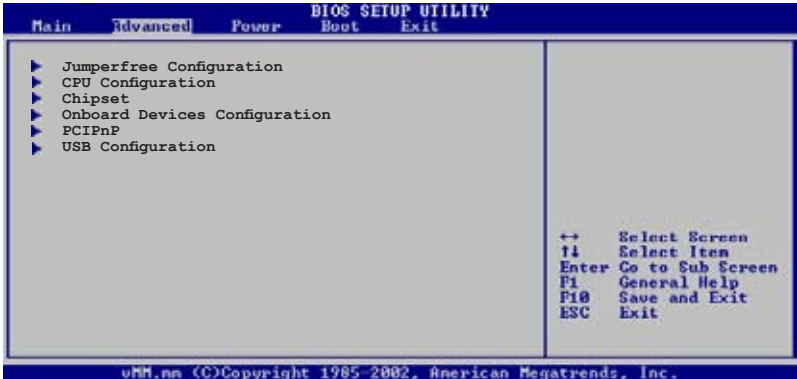 BIOS SETUP UTILITY
Main Advanced Power Boot Exit
Jumperfree Configuration
CPU Configuration
Chipset
Onboard Devices Configuration
PCIPnP
USB Configuration
↔ Select Screen
↑↓ Select Item
Enter Go to Sub Screen
F1 General Help
F10 Save and Exit
ESC Exit
vMM.mm (C)Copyright 1985-2002, American Megatrends, Inc.